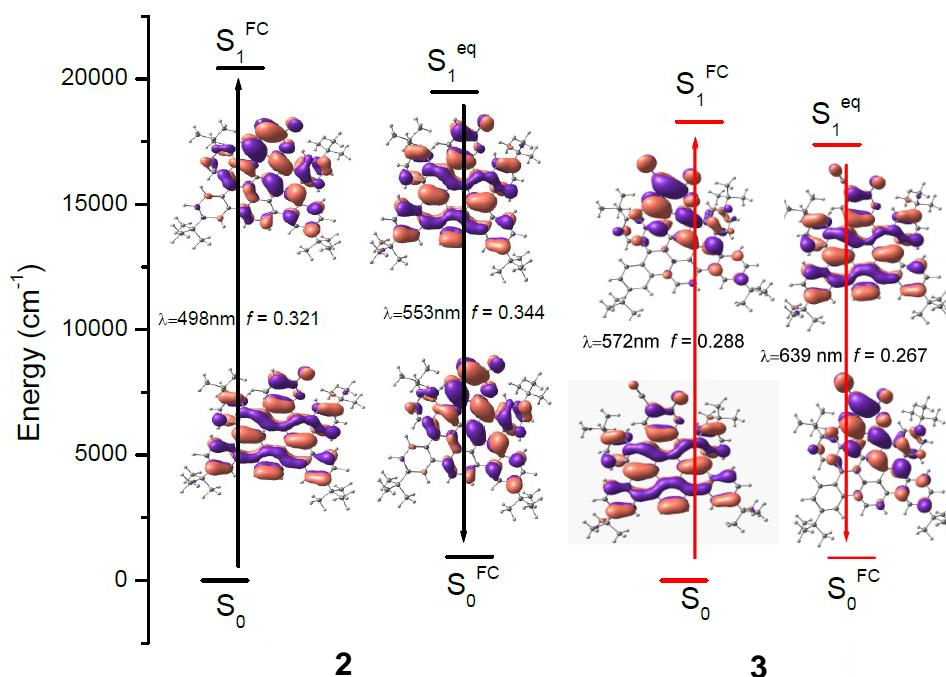 Energy (cm-1)
20000
15000
10000
5000
0
S1FC
S1eq
λ=498nm f = 0.321
λ=553nm f = 0.344
S0
S0FC
2
S1FC
S1eq
λ=572nm f = 0.288
λ=639 nm f = 0.267
S0
S0FC
3